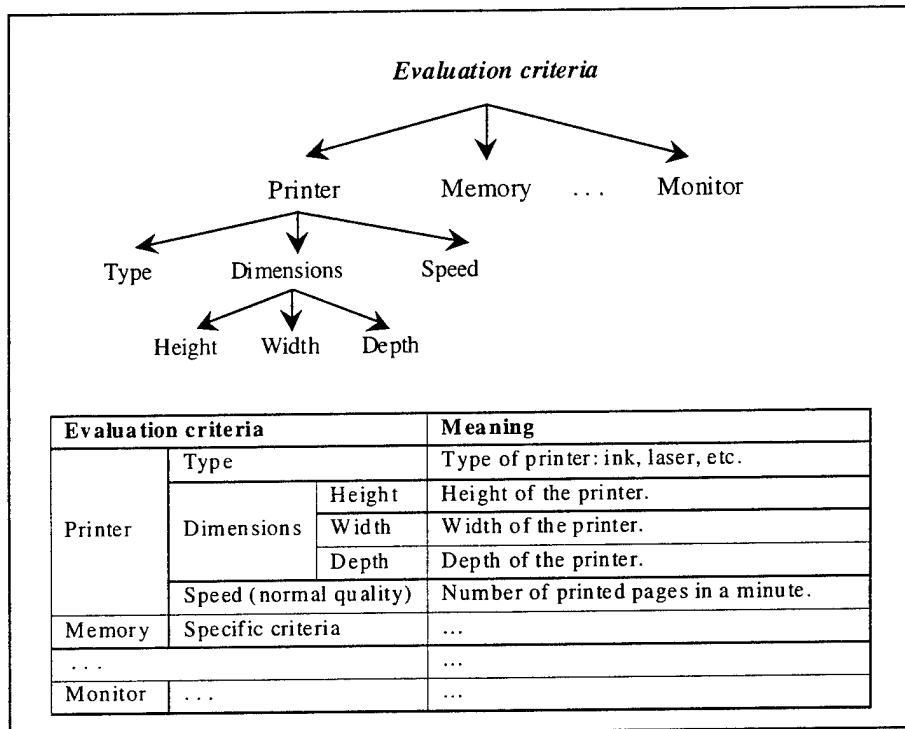 Evaluation criteria
Printer Memory ... Monitor
Type Dimensions Speed
Height Width Depth
Evaluation criteria Meaning
Type Type of printer: ink, laser, etc.
Height Height of the printer.
Printer Dimensions Width Width of the printer.
Depth Depth of the printer.
Speed (normal quality) Number of printed pages in a minute.
Memory Specific criteria ...
... ...
Monitor ... ...